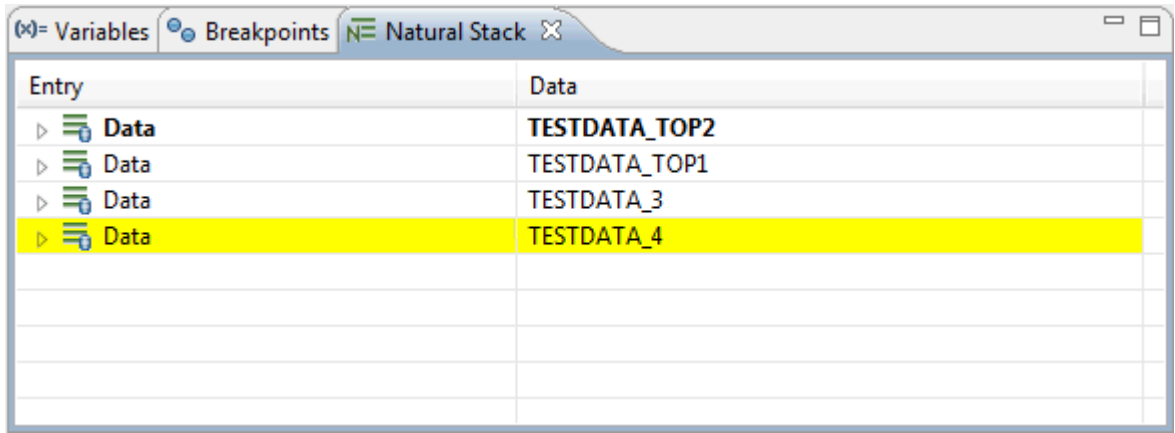 (x)= Variables Breakpoints Natural Stack
Entry Data
Data TESTDATA_TOP2
Data TESTDATA_TOP1
Data TESTDATA_3
Data TESTDATA_4